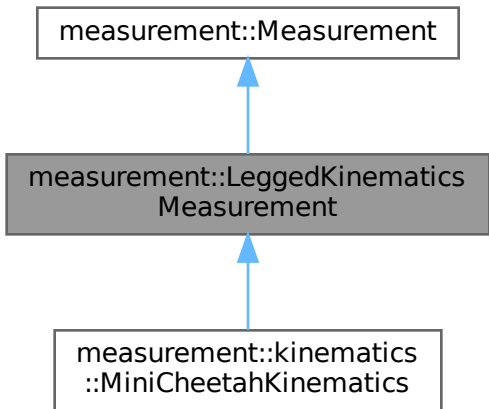 measurement::Measurement
measurement::LeggedKinematics
Measurement
measurement::kinematics
::MiniCheetahKinematics